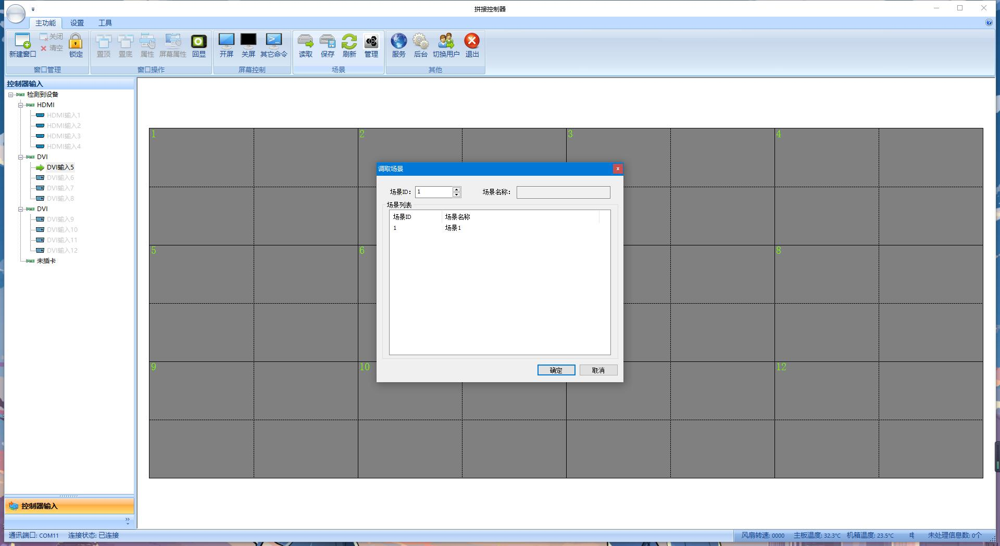 拼接控制器
主功能 设置 工具
新建窗口 关闭 清空 锁定
置顶 置底 属性 屏幕属性 回显
开屏 关屏 其它命令
读取 保存 刷新 管理
服务 后台 切换用户 退出
窗口管理 窗口操作 屏幕控制 场景 其他
控制器输入
检测到设备
HDMI
HDMI输入1
HDMI输入2
HDMI输入3
HDMI输入4
DVI
DVI输入5
DVI输入6
DVI输入7
DVI输入8
DVI
DVI输入9
DVI输入10
DVI输入11
DVI输入12
未插卡
1 2 3 4
调取场景
场景ID: 1 场景名称:
场景列表
场景ID 场景名称
1 场景1
5 6 8
9 10 12
确定 取消
控制器输入
通讯端口: COM11 连接状态: 已连接
风扇转速: 0000 主板温度: 32.3°C 机箱温度: 23.5°C 电 未处理信息数: 0个